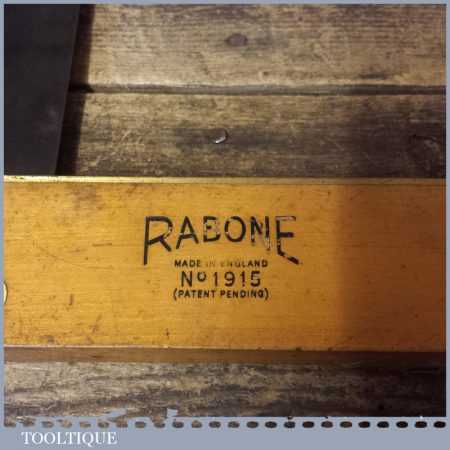 RABONE
MADE IN ENGLAND
Nº 1915
(PATENT PENDING)
TOOLTIQUE